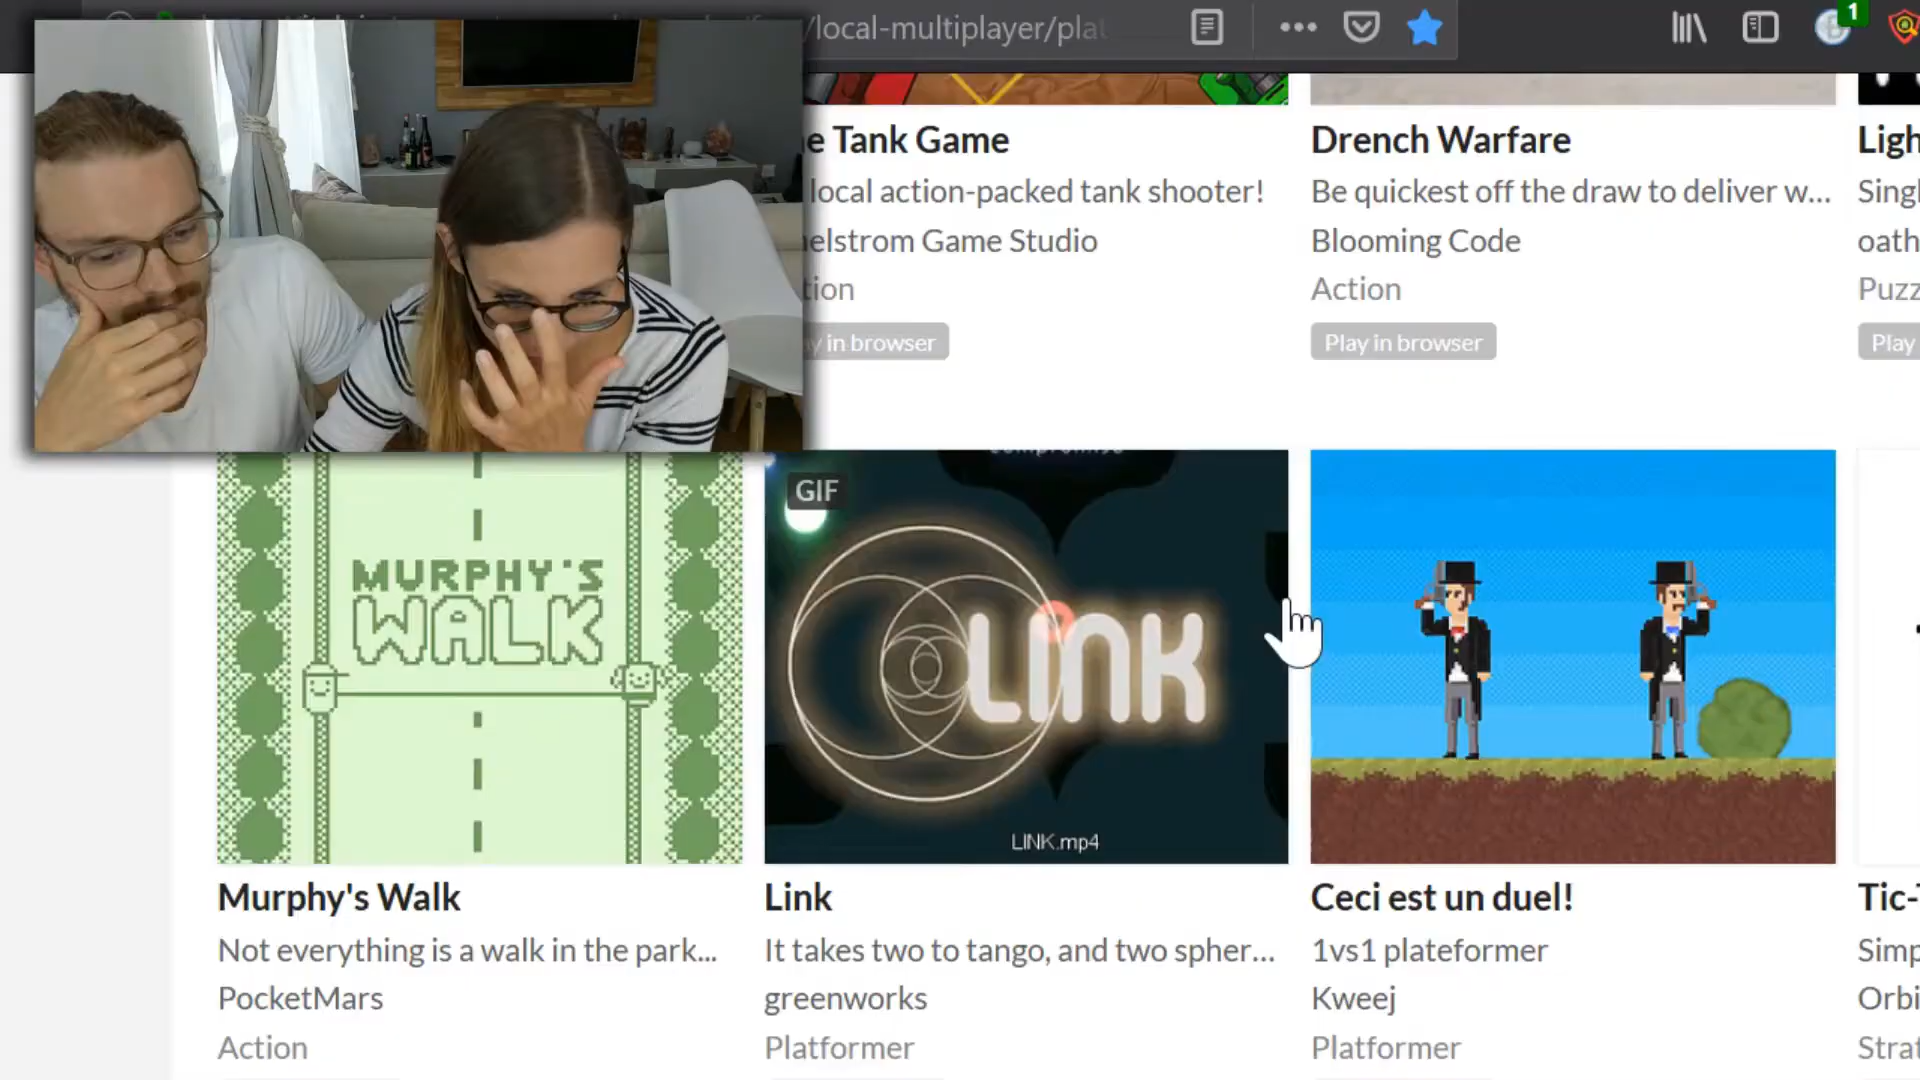 /local-multiplayer/plat
1
e Tank Game
local action-packed tank shooter!
elstrom Game Studio
tion
y in browser
Drench Warfare
Be quickest off the draw to deliver w...
Blooming Code
Action
Play in browser
Ligh
Singl
oath
Puzz
Play
GIF
MURPHY'S
WALK
LINK
LINK.mp4
Murphy's Walk
Not everything is a walk in the park...
PocketMars
Action
Link
It takes two to tango, and two spher...
greenworks
Platformer
Ceci est un duel!
1vs1 plateformer
Kweej
Platformer
Tic-
Simp
Orbi
Strat